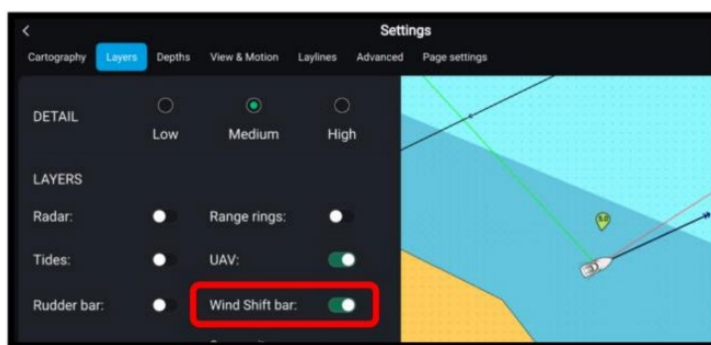 Settings
Cartography Layers Depths View & Motion Laylines Advanced Page settings
DETAIL
Low Medium High
LAYERS
Radar: Range rings:
Tides: UAV:
Rudder bar: Wind Shift bar: